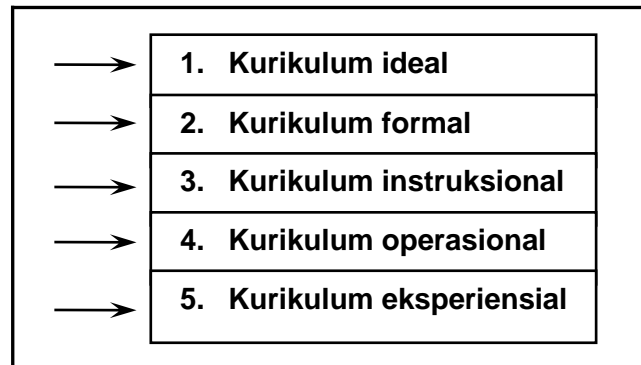 1. Kurikulum ideal
2. Kurikulum formal
3. Kurikulum instruksional
4. Kurikulum operasional
5. Kurikulum eksperiensial